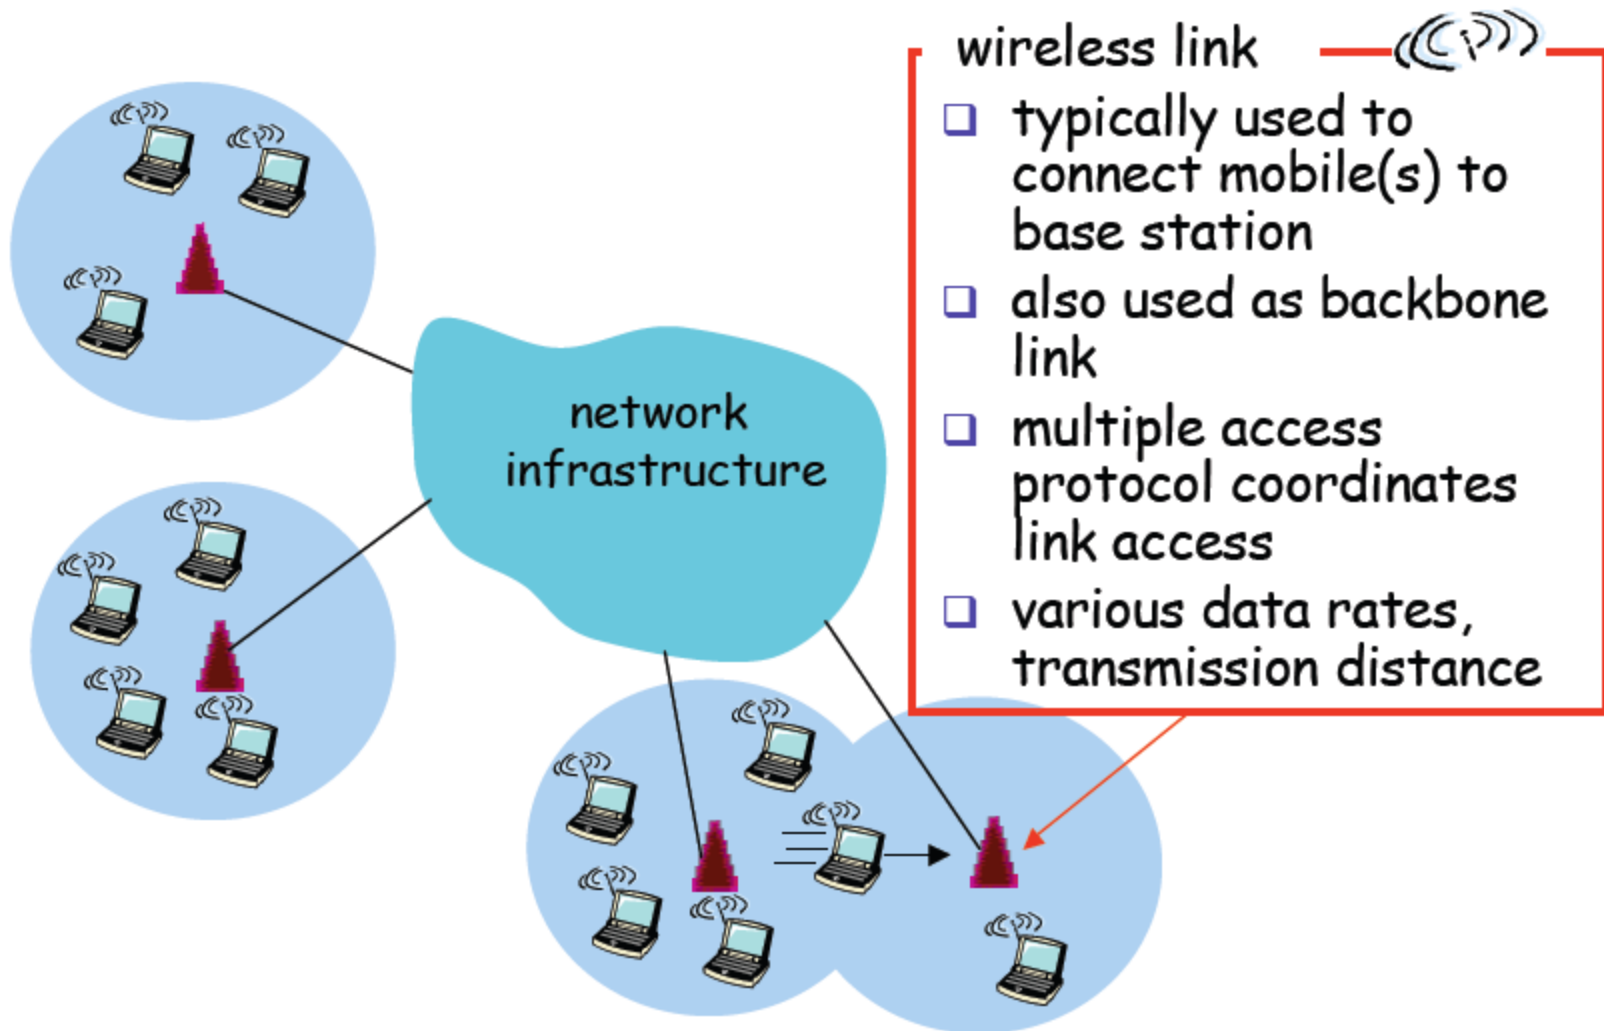 wireless link
❑ typically used to
connect mobile(s) to
base station
❑ also used as backbone
link
❑ multiple access
protocol coordinates
link access
❑ various data rates,
transmission distance
network
infrastructure